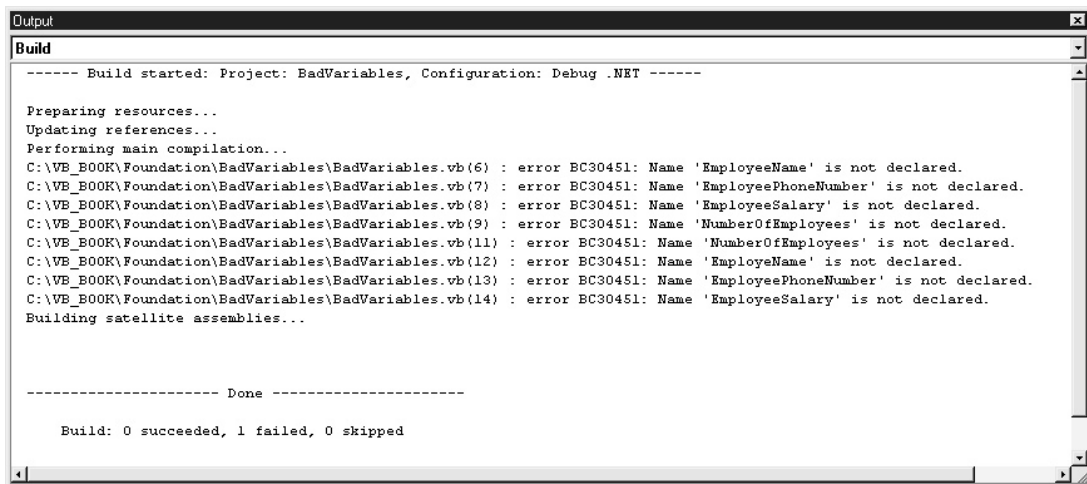 Output
Build
------ Build started: Project: BadVariables, Configuration: Debug .NET ------
Preparing resources...
Updating references...
Performing main compilation...
C:\VB_BOOK\Foundation\BadVariables\BadVariables.vb(6) : error BC30451: Name 'EmployeeName' is not declared.
C:\VB_BOOK\Foundation\BadVariables\BadVariables.vb(7) : error BC30451: Name 'EmployeePhoneNumber' is not declared.
C:\VB_BOOK\Foundation\BadVariables\BadVariables.vb(8) : error BC30451: Name 'EmployeeSalary' is not declared.
C:\VB_BOOK\Foundation\BadVariables\BadVariables.vb(9) : error BC30451: Name 'NumberOfEmployees' is not declared.
C:\VB_BOOK\Foundation\BadVariables\BadVariables.vb(11) : error BC30451: Name 'NumberOfEmployees' is not declared.
C:\VB_BOOK\Foundation\BadVariables\BadVariables.vb(12) : error BC30451: Name 'EmployeName' is not declared.
C:\VB_BOOK\Foundation\BadVariables\BadVariables.vb(13) : error BC30451: Name 'EmployeePhoneNumber' is not declared.
C:\VB_BOOK\Foundation\BadVariables\BadVariables.vb(14) : error BC30451: Name 'EmployeeSalary' is not declared.
Building satellite assemblies...
---------------------- Done ----------------------
Build: 0 succeeded, 1 failed, 0 skipped